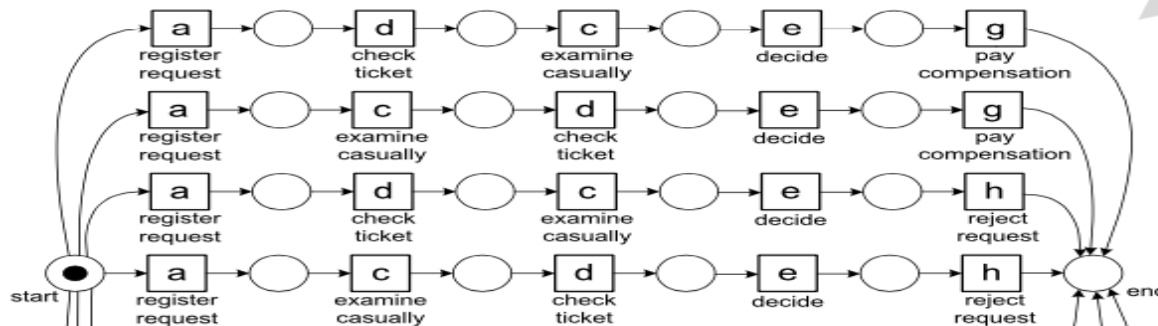 a d c e g
register check examine decide pay
request ticket casually compensation
a c d e g
register examine check decide pay
request casually ticket compensation
a d c e h
register check examine decide reject
request ticket casually request
a c d e h
start register examine check decide reject end
request casually ticket request